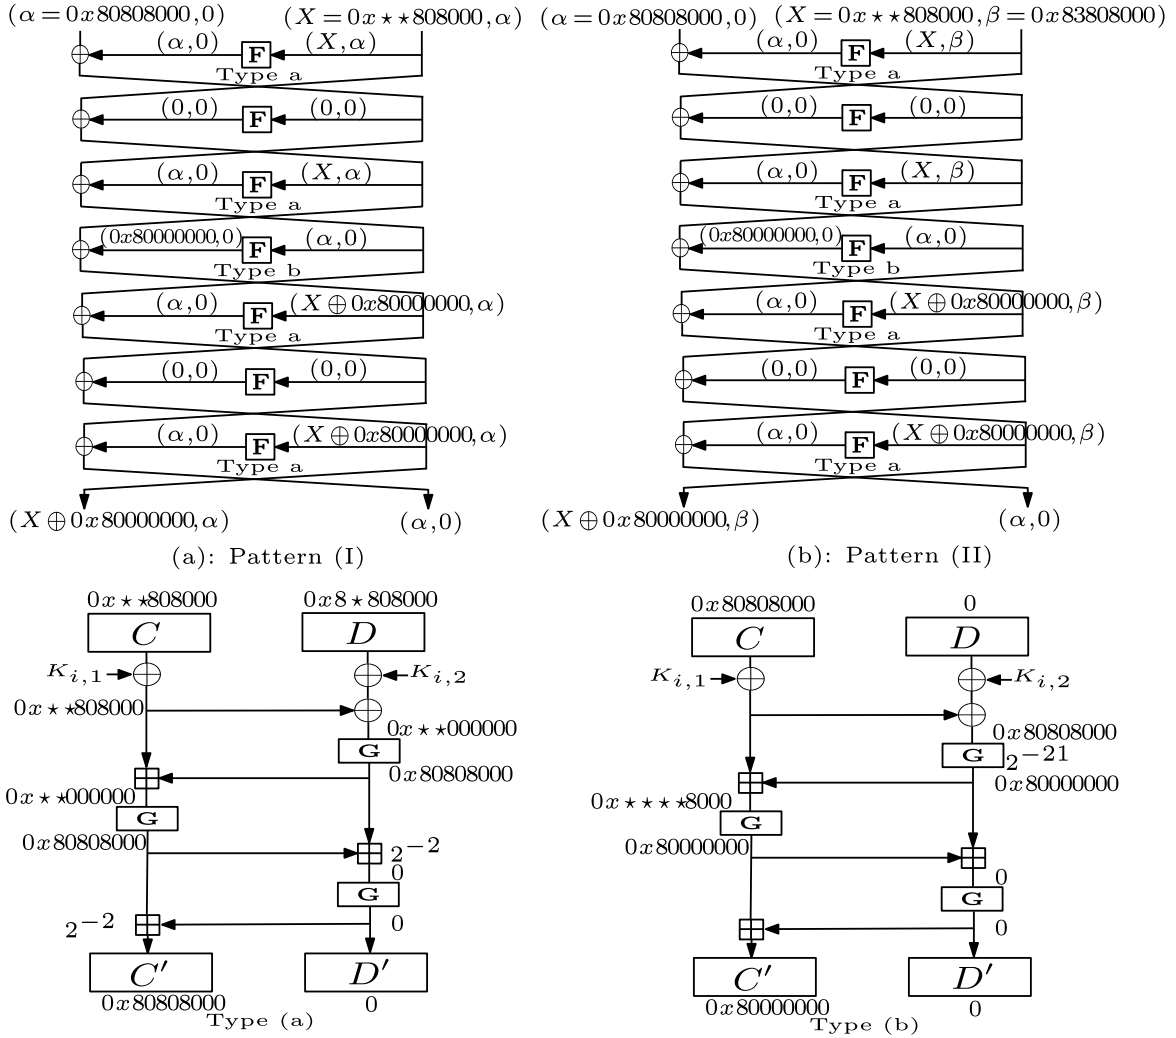 (α = 0x80808000, 0) (X = 0x⋆⋆808000, α)
(α, 0) F (X, α)
Type a
(0,0) F (0,0)
(α, 0) F (X, α)
Type a
(0x80000000, 0) F (α, 0)
Type b
(α, 0) F (X ⊕ 0x80000000, α)
Type a
(0,0) F (0,0)
(α, 0) F (X ⊕ 0x80000000, α)
Type a
(X ⊕ 0x80000000, α) (α, 0)
(a): Pattern (I)
(α = 0x80808000, 0) (X = 0x⋆⋆808000, β = 0x83808000)
(α, 0) F (X, β)
Type a
(0,0) F (0,0)
(α, 0) F (X, β)
Type a
(0x80000000, 0) F (α, 0)
Type b
(α, 0) F (X ⊕ 0x80000000, β)
Type a
(0,0) F (0,0)
(α, 0) F (X ⊕ 0x80000000, β)
Type a
(X ⊕ 0x80000000, β) (α, 0)
(b): Pattern (II)
0x⋆⋆808000 0x8⋆808000
C D
K_{i,1} K_{i,2}
0x⋆⋆808000
0x⋆⋆000000
G
0x80808000
0x⋆⋆000000
G
0x80808000
2^{-2}
0
G
2^{-2} 0
C′ D′
0x80808000 0
Type (a)
0x80808000 0
C D
K_{i,1} K_{i,2}
0x80808000
G 2^{-21}
0x80000000
0x⋆⋆⋆⋆8000
G
0x80000000
0
G
0
C′ D′
0x80000000 0
Type (b)